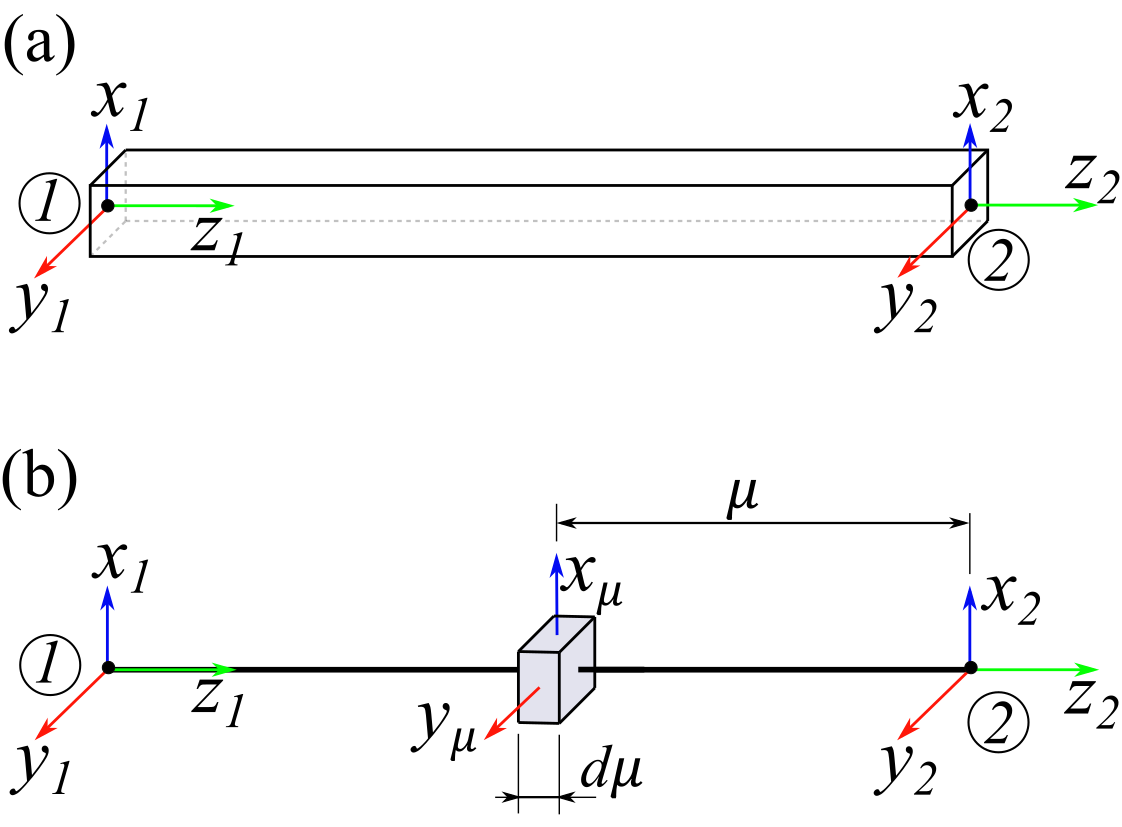 (a)
x1 x2
1 z1 z2
y1 y2 2
(b)
μ
x1 xμ x2
1 z1 z2
y1 yμ y2 2
dμ